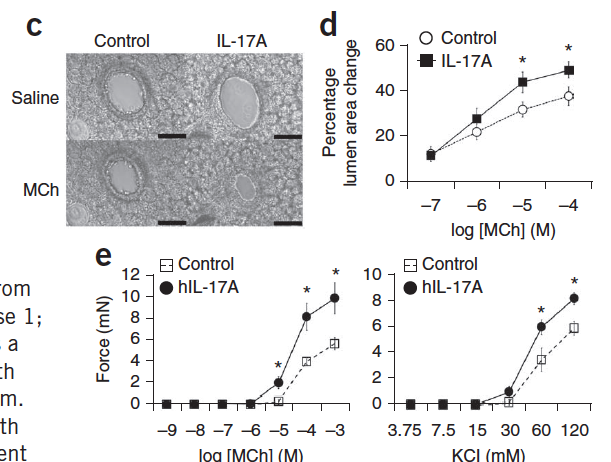 c
Control IL-17A
Saline
MCh
d
Percentage
lumen area change
60
40
20
0
Control
IL-17A
*
*
–7 –6 –5 –4
log [MCh] (M)
e
Force (mN)
12
10
8
6
4
2
0
Control
hIL-17A
*
*
*
–9 –8 –7 –6 –5 –4 –3
log [MCh] (M)
10
8
6
4
2
0
Control
hIL-17A
*
*
3.75 7.5 15 30 60 120
KCl (mM)
rom
se 1;
a
th
m.
th
ent